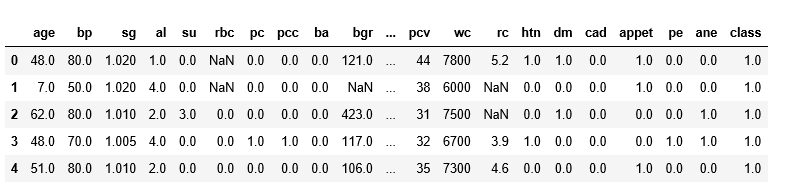 age bp sg al su rbc pc pcc ba bgr ... pcv wc rc htn dm cad appet pe ane class
0 48.0 80.0 1.020 1.0 0.0 NaN 0.0 0.0 0.0 121.0 ... 44 7800 5.2 1.0 1.0 0.0 1.0 0.0 0.0 1.0
1 7.0 50.0 1.020 4.0 0.0 NaN 0.0 0.0 0.0 NaN ... 38 6000 NaN 0.0 0.0 0.0 1.0 0.0 0.0 1.0
2 62.0 80.0 1.010 2.0 3.0 0.0 0.0 0.0 0.0 423.0 ... 31 7500 NaN 0.0 1.0 0.0 0.0 0.0 1.0 1.0
3 48.0 70.0 1.005 4.0 0.0 0.0 1.0 1.0 0.0 117.0 ... 32 6700 3.9 1.0 0.0 0.0 0.0 1.0 1.0 1.0
4 51.0 80.0 1.010 2.0 0.0 0.0 0.0 0.0 0.0 106.0 ... 35 7300 4.6 0.0 0.0 0.0 1.0 0.0 0.0 1.0